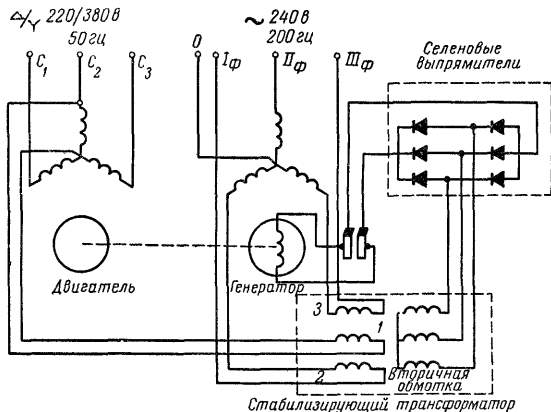 Δ/Y 220/380 в
50 гц
~ 240 в
200 гц
C1
C2
C3
0
Iф
IIф
IIIф
Селеновые
выпрямители
Двигатель
Генератор
3
1
2
Вторичная
обмотка
Стабилизирующий трансформатор